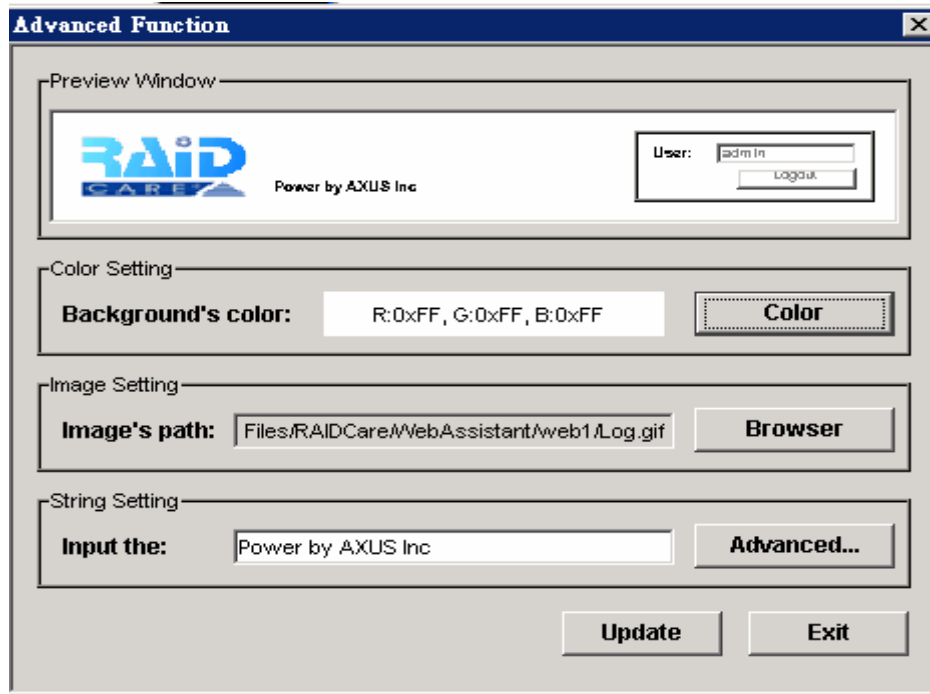 Advanced Function
Preview Window
RAID
CARE
Power by AXUS Inc
User: admin
Logout
Color Setting
Background's color: R:0xFF, G:0xFF, B:0xFF Color
Image Setting
Image's path: Files/RAIDCare/WebAssistant/web1/Log.gif Browser
String Setting
Input the: Power by AXUS Inc Advanced...
Update Exit